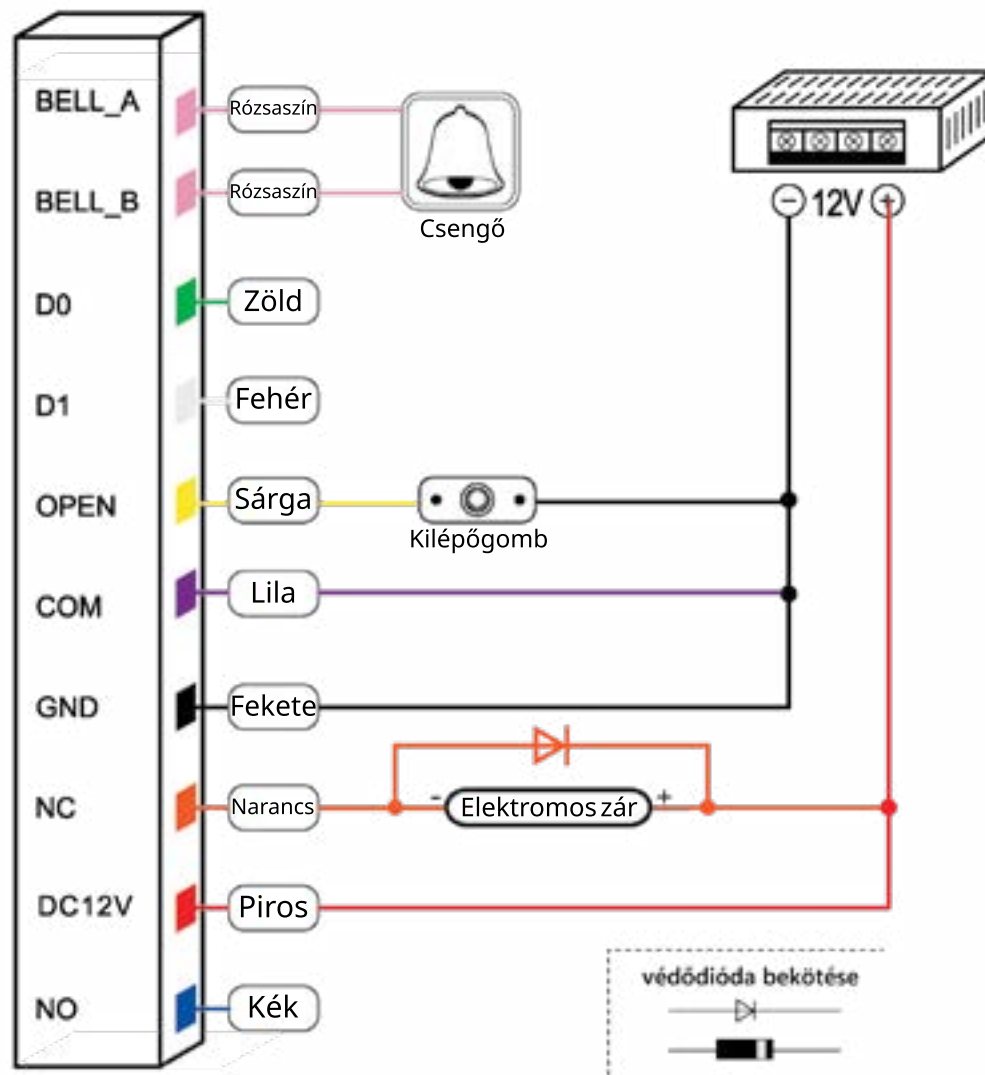 BELL_A
Rózsaszín
BELL_B
Rózsaszín
Csengő
− 12V +
D0
Zöld
D1
Fehér
OPEN
Sárga
Kilépőgomb
COM
Lila
GND
Fekete
NC
Narancs
- Elektromos zár +
DC12V
Piros
védődióda bekötése
NO
Kék